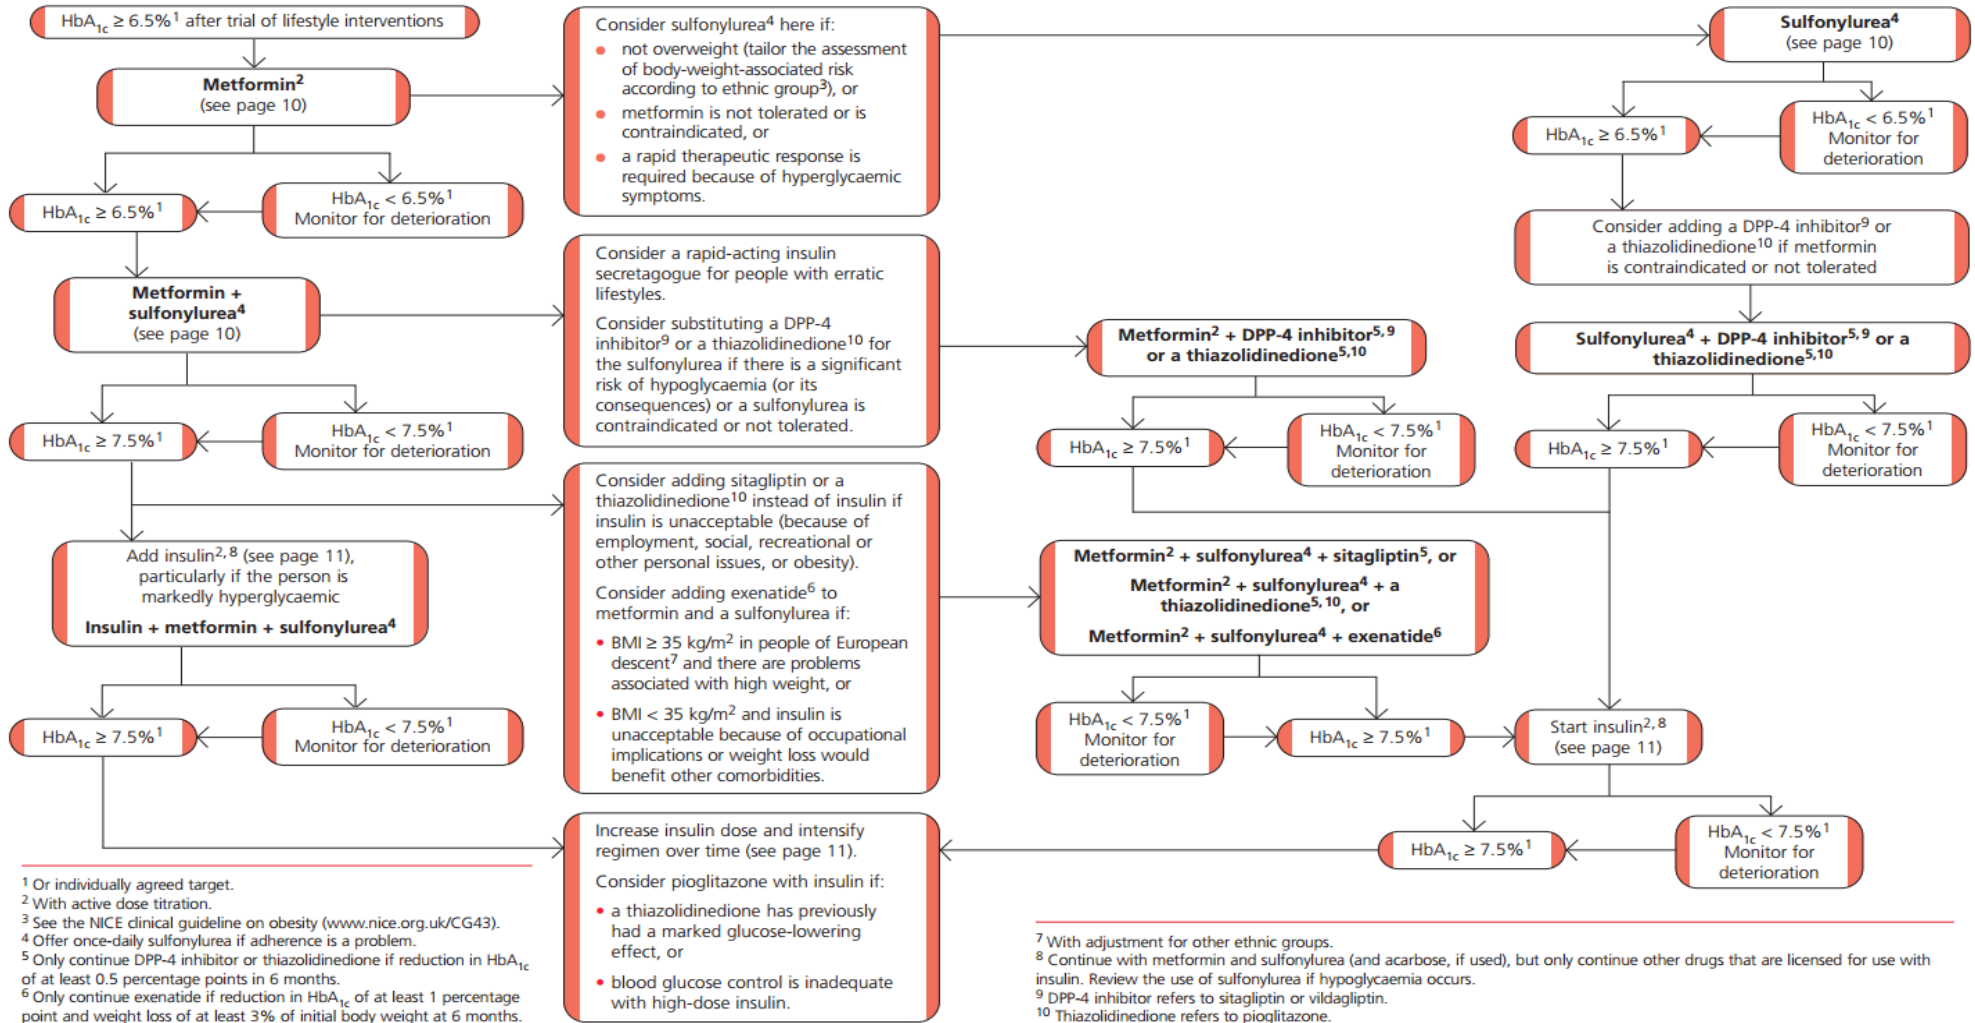 HbA1c ≥ 6.5%1 after trial of lifestyle interventions
Metformin2
(see page 10)
HbA1c ≥ 6.5%1
HbA1c < 6.5%1
Monitor for deterioration
Metformin +
sulfonylurea4
(see page 10)
HbA1c ≥ 7.5%1
HbA1c < 7.5%1
Monitor for deterioration
Add insulin2, 8 (see page 11),
particularly if the person is
markedly hyperglycaemic
Insulin + metformin + sulfonylurea4
HbA1c ≥ 7.5%1
HbA1c < 7.5%1
Monitor for deterioration
Consider sulfonylurea4 here if:
● not overweight (tailor the assessment
of body-weight-associated risk
according to ethnic group3), or
● metformin is not tolerated or is
contraindicated, or
● a rapid therapeutic response is
required because of hyperglycaemic
symptoms.
Consider a rapid-acting insulin
secretagogue for people with erratic
lifestyles.
Consider substituting a DPP-4
inhibitor9 or a thiazolidinedione10 for
the sulfonylurea if there is a significant
risk of hypoglycaemia (or its
consequences) or a sulfonylurea is
contraindicated or not tolerated.
Consider adding sitagliptin or a
thiazolidinedione10 instead of insulin if
insulin is unacceptable (because of
employment, social, recreational or
other personal issues, or obesity).
Consider adding exenatide6 to
metformin and a sulfonylurea if:
• BMI ≥ 35 kg/m2 in people of European
descent7 and there are problems
associated with high weight, or
• BMI < 35 kg/m2 and insulin is
unacceptable because of occupational
implications or weight loss would
benefit other comorbidities.
Increase insulin dose and intensify
regimen over time (see page 11).
Consider pioglitazone with insulin if:
• a thiazolidinedione has previously
had a marked glucose-lowering
effect, or
• blood glucose control is inadequate
with high-dose insulin.
Metformin2 + DPP-4 inhibitor5, 9
or a thiazolidinedione5,10
HbA1c ≥ 7.5%1
HbA1c < 7.5%1
Monitor for
deterioration
Metformin2 + sulfonylurea4 + sitagliptin5, or
Metformin2 + sulfonylurea4 + a
thiazolidinedione5, 10, or
Metformin2 + sulfonylurea4 + exenatide6
HbA1c < 7.5%1
Monitor for
deterioration
HbA1c ≥ 7.5%1
Sulfonylurea4
(see page 10)
HbA1c ≥ 6.5%1
HbA1c < 6.5%1
Monitor for
deterioration
Consider adding a DPP-4 inhibitor9 or
a thiazolidinedione10 if metformin
is contraindicated or not tolerated
Sulfonylurea4 + DPP-4 inhibitor5, 9 or a
thiazolidinedione5,10
HbA1c ≥ 7.5%1
HbA1c < 7.5%1
Monitor for
deterioration
Start insulin2, 8
(see page 11)
HbA1c ≥ 7.5%1
HbA1c < 7.5%1
Monitor for
deterioration
1 Or individually agreed target.
2 With active dose titration.
3 See the NICE clinical guideline on obesity (www.nice.org.uk/CG43).
4 Offer once-daily sulfonylurea if adherence is a problem.
5 Only continue DPP-4 inhibitor or thiazolidinedione if reduction in HbA1c
of at least 0.5 percentage points in 6 months.
6 Only continue exenatide if reduction in HbA1c of at least 1 percentage
point and weight loss of at least 3% of initial body weight at 6 months.
7 With adjustment for other ethnic groups.
8 Continue with metformin and sulfonylurea (and acarbose, if used), but only continue other drugs that are licensed for use with
insulin. Review the use of sulfonylurea if hypoglycaemia occurs.
9 DPP-4 inhibitor refers to sitagliptin or vildagliptin.
10 Thiazolidinedione refers to pioglitazone.